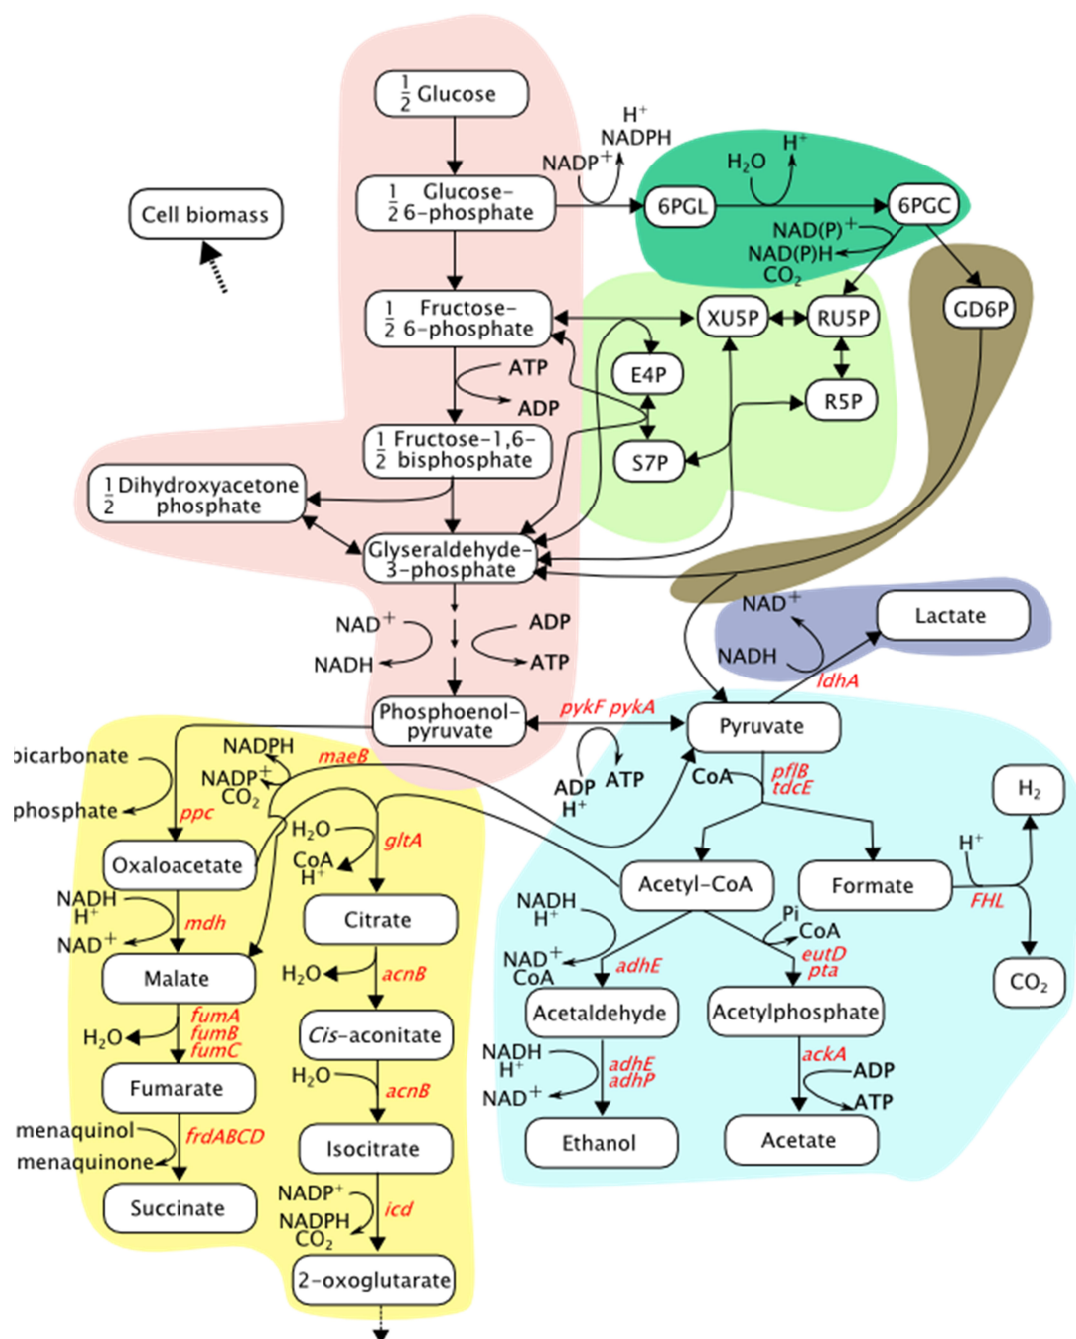 1/2 Glucose
H⁺
NADPH
NADP⁺
H₂O
H⁺
Cell biomass
1/2 Glucose-
6-phosphate
6PGL
6PGC
NAD(P)⁺
NAD(P)H
CO₂
1/2 Fructose-
6-phosphate
XU5P
RU5P
GD6P
ATP
ADP
E4P
R5P
1/2 Fructose-1,6-
bisphosphate
S7P
1/2 Dihydroxyacetone
phosphate
Glyseraldehyde-
3-phosphate
NAD⁺
NADH
ADP
ATP
NAD⁺
NADH
Lactate
ldhA
Phosphoenol-
pyruvate
pykF pykA
Pyruvate
bicarbonate
phosphate
ppc
NADPH
NADP⁺
CO₂
maeB
ADP
H⁺
ATP
CoA
pflB
tdcE
H₂
H₂O
CoA
H⁺
gltA
H⁺
Oxaloacetate
Acetyl-CoA
Formate
FHL
NADH
H⁺
NAD⁺
mdh
Citrate
NADH
H⁺
NAD⁺
CoA
adhE
Pi
CoA
eutD
pta
CO₂
Malate
H₂O
acnB
fumA
fumB
fumC
H₂O
Cis-aconitate
Acetaldehyde
Acetylphosphate
Fumarate
H₂O
acnB
NADH
H⁺
NAD⁺
adhE
adhP
ackA
ADP
ATP
menaquinol
menaquinone
frdABCD
Isocitrate
Ethanol
Acetate
Succinate
NADP⁺
NADPH
CO₂
icd
2-oxoglutarate